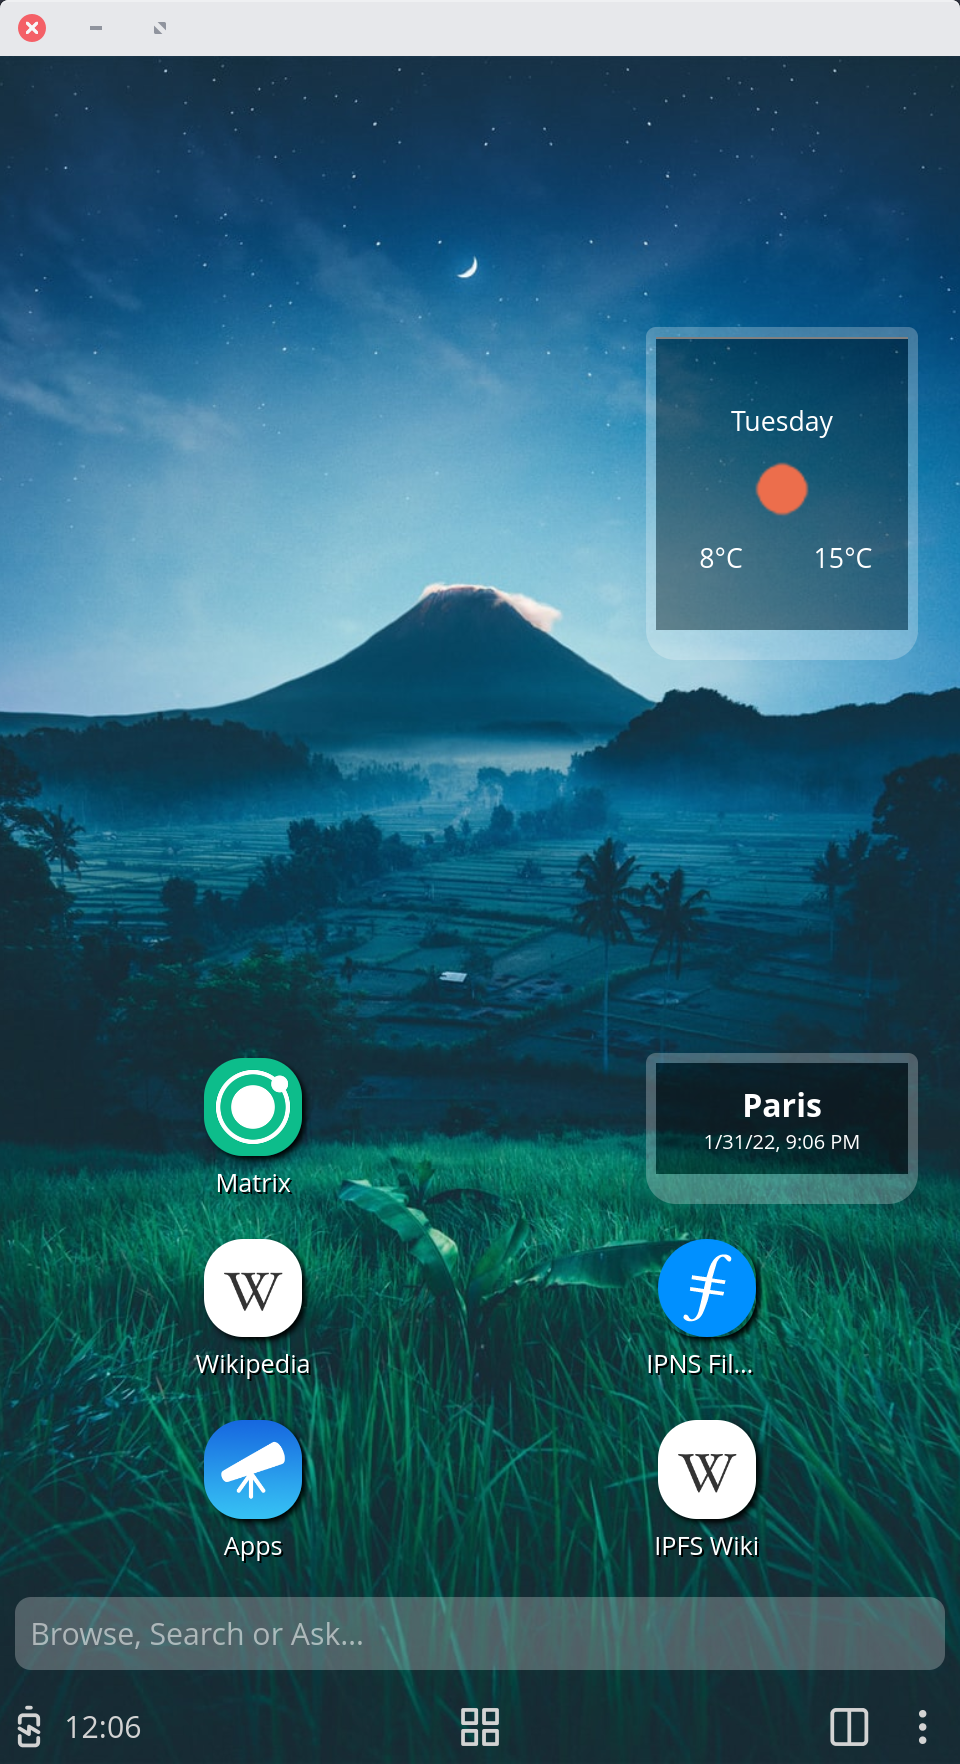 Tuesday
8°C 15°C
Matrix
Paris
1/31/22, 9:06 PM
W
Wikipedia
IPNS Fil...
Apps
W
IPFS Wiki
Browse, Search or Ask...
12:06